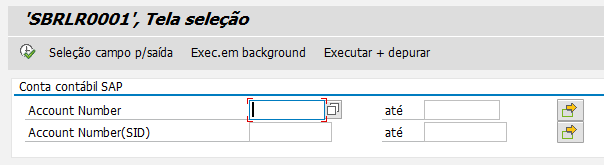 'SBRLR0001', Tela seleção
Seleção campo p/saída Exec.em background Executar + depurar
Conta contábil SAP
Account Number até
Account Number(SID) até